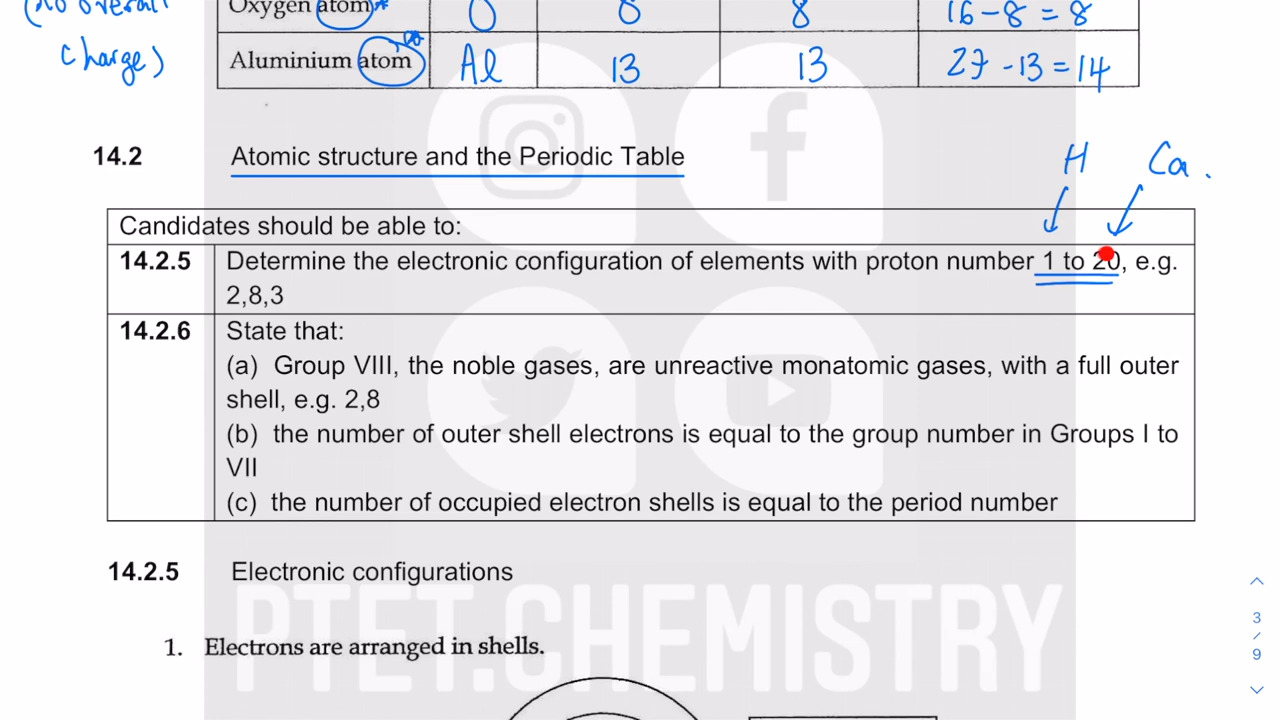 (no overall
charge)
Oxygen atom* O 8 8 16-8=8
Aluminium atom Al 13 13 27-13=14
14.2 Atomic structure and the Periodic Table
H Ca.
Candidates should be able to:
14.2.5 Determine the electronic configuration of elements with proton number 1 to 20, e.g.
2,8,3
14.2.6 State that:
(a) Group VIII, the noble gases, are unreactive monatomic gases, with a full outer
shell, e.g. 2,8
(b) the number of outer shell electrons is equal to the group number in Groups I to
VII
(c) the number of occupied electron shells is equal to the period number
14.2.5 Electronic configurations
PTET.CHEMISTRY
1. Electrons are arranged in shells.
3
/
9